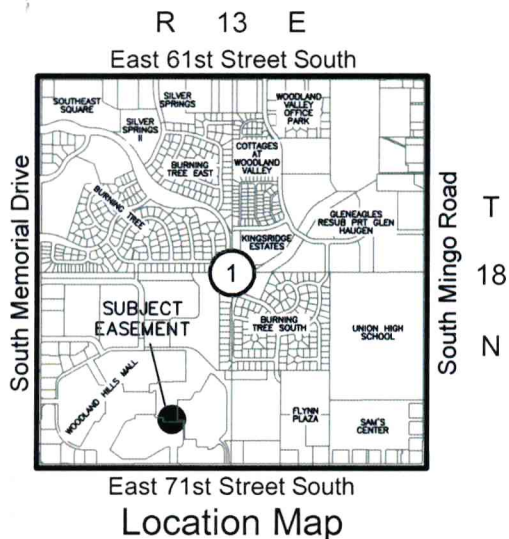 R 13 E
East 61st Street South
SOUTHEAST
SQUARE
SILVER
SPRINGS
SILVER
SPRINGS
II
WOODLAND
VALLEY
OFFICE
PARK
BURNING
TREE EAST
COTTAGES
AT
WOODLAND
VALLEY
BURNING TREE
GLENEAGLES
RESUB PRT GLEN
HAUGEN
KINGSRIDGE
ESTATES
South Memorial Drive
South Mingo Road
T
18
N
1
SUBJECT
EASEMENT
BURNING
TREE SOUTH
UNION HIGH
SCHOOL
WOODLAND HILLS MALL
FLYNN
PLAZA
SAM'S
CENTER
East 71st Street South
Location Map